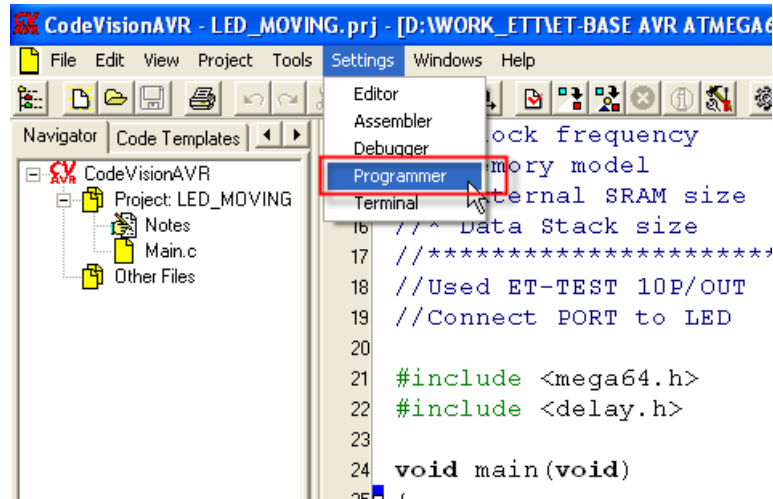 CodeVisionAVR - LED_MOVING.prj - [D:\WORK_ETT\ET-BASE AVR ATMEGA6
File Edit View Project Tools Settings Windows Help
Editor
Assembler
Debugger
Programmer
Terminal
Navigator Code Templates
CodeVisionAVR
Project: LED_MOVING
Notes
Main.c
Other Files
ock frequency
emory model
ternal SRAM size
16 //* Data Stack size
17 //***********************
18 //Used ET-TEST 10P/OUT
19 //Connect PORT to LED
20
21 #include <mega64.h>
22 #include <delay.h>
23
24 void main(void)
25 {